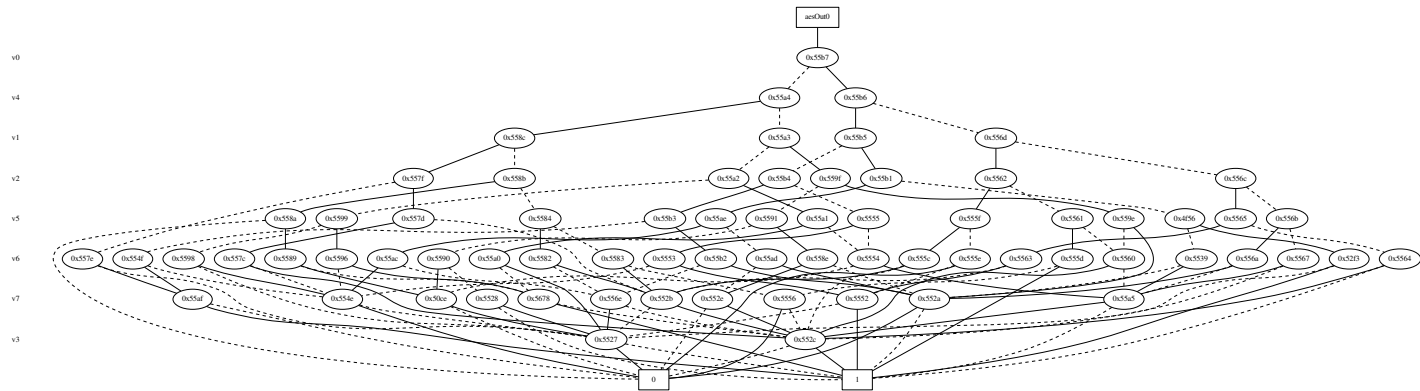 aesOut0
v0 0x55b7
v4 0x55a4 0x55b6
v1 0x558c 0x55a3 0x55b5 0x556d
v2 0x557f 0x558b 0x55a2 0x55b4 0x559f 0x55b1 0x5562 0x556c
v5 0x558a 0x5599 0x557d 0x5584 0x55b3 0x55ae 0x5591 0x55a1 0x5555 0x555f 0x5561 0x559e 0x4f56 0x5565 0x556b
v6 0x557e 0x554f 0x5598 0x557c 0x5589 0x5596 0x55ac 0x5590 0x55a0 0x5582 0x5583 0x5553 0x55b2 0x55ad 0x558e 0x5554 0x555c 0x555e 0x5563 0x555d 0x5560 0x5539 0x556a 0x5567 0x52f3 0x5564
v7 0x55af 0x554e 0x50ce 0x5528 0x5678 0x556e 0x552b 0x552e 0x5556 0x5552 0x552a 0x55a5
v3 0x5527 0x552c
0 1